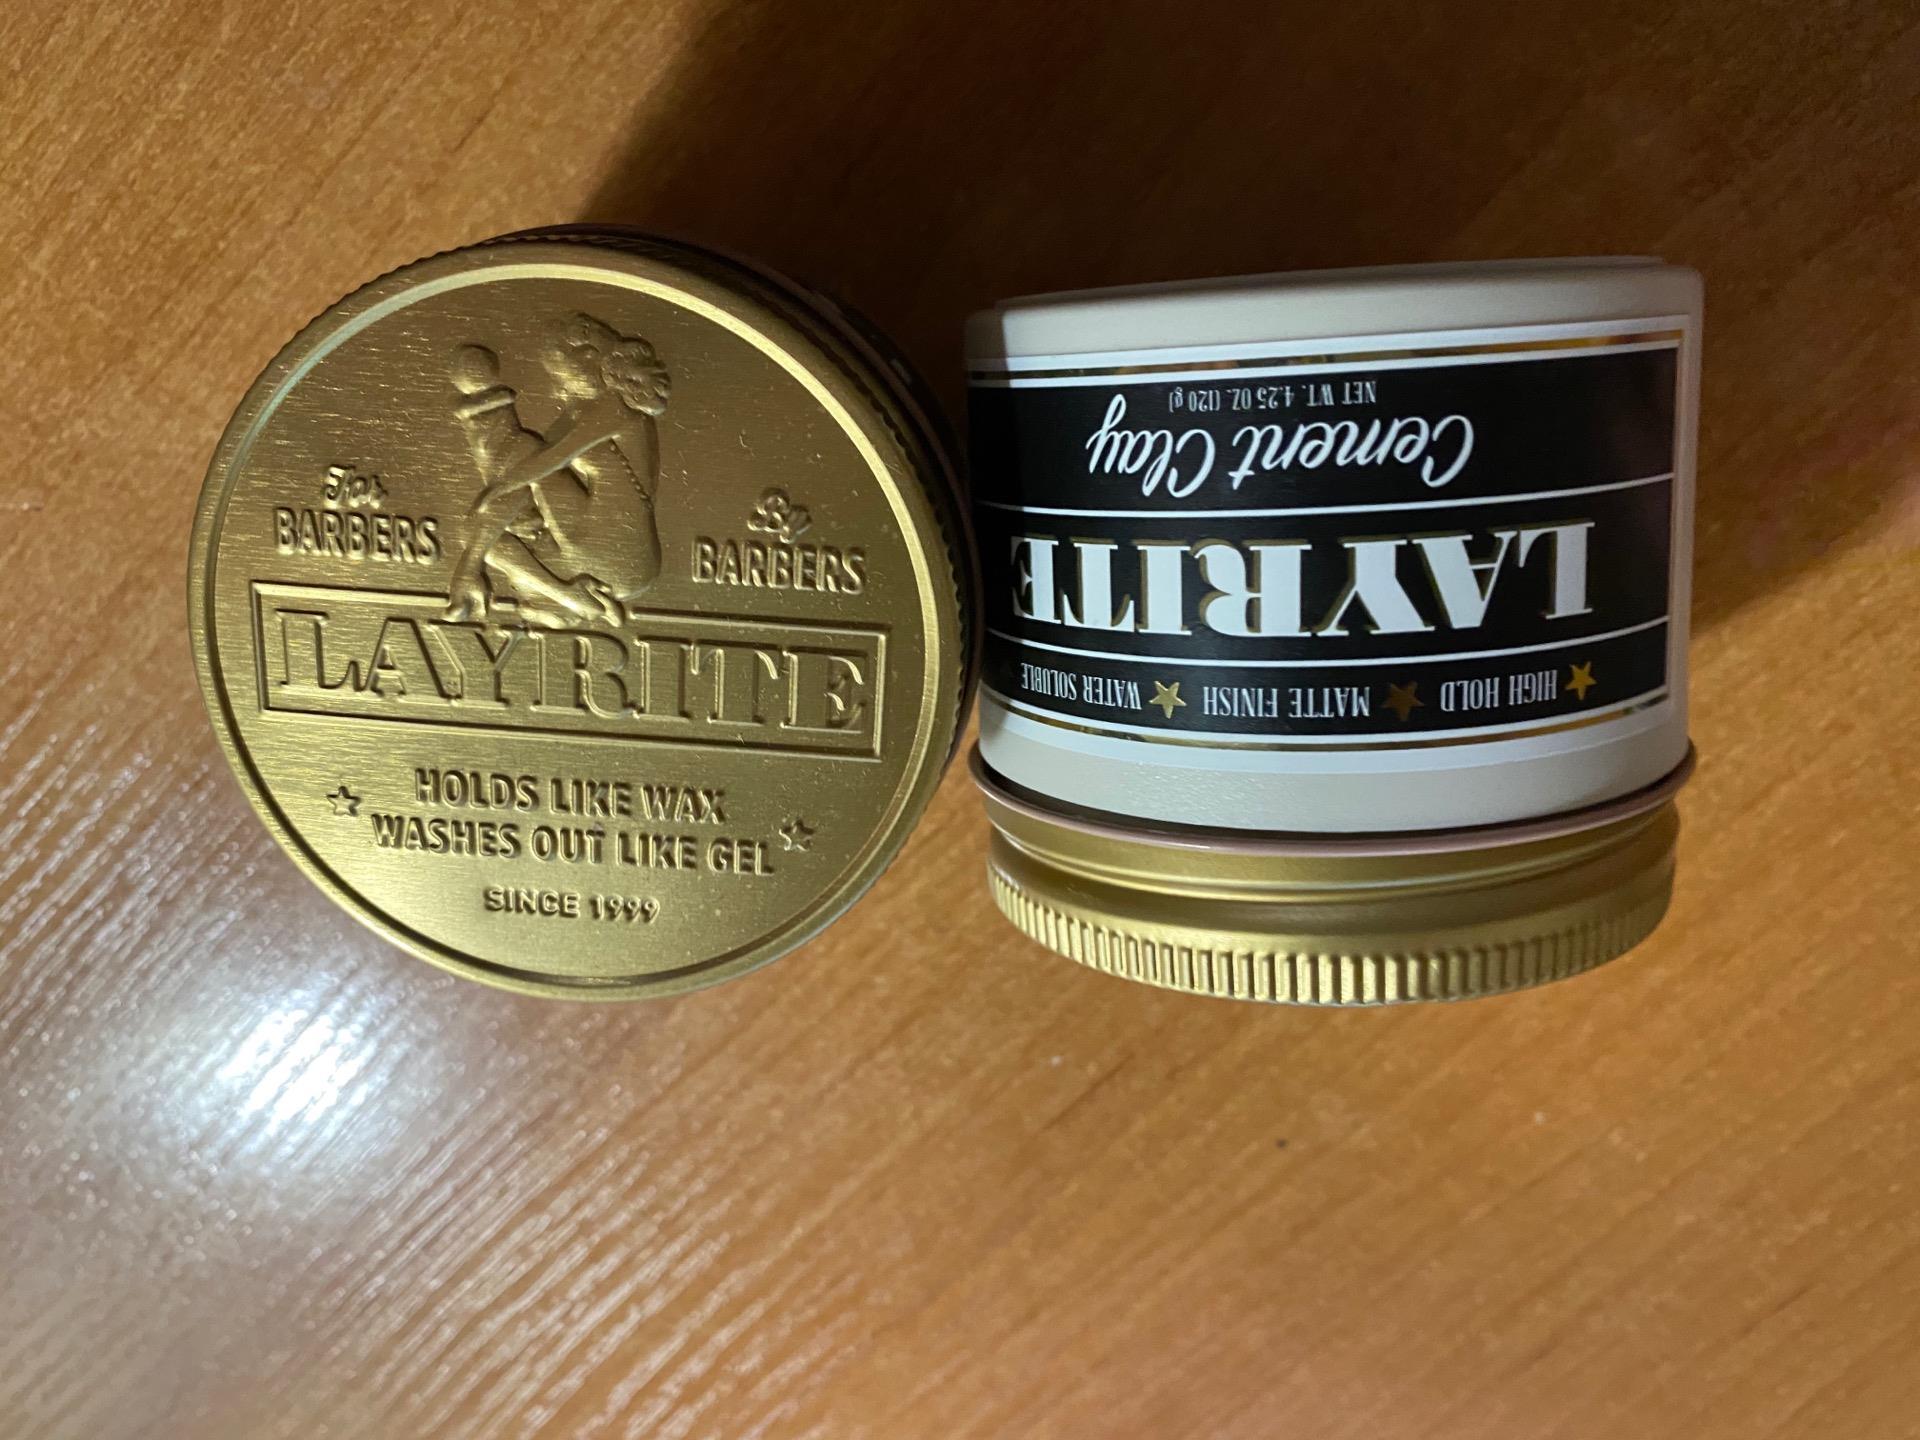 For By
BARBERS BARBERS
LAYRITE
HOLDS LIKE WAX
WASHES OUT LIKE GEL
SINCE 1999
HIGH HOLD MATTE FINISH WATER SOLUBLE
LAYRITE
Cement Clay
NET WT. 4.25 OZ. (120 g)